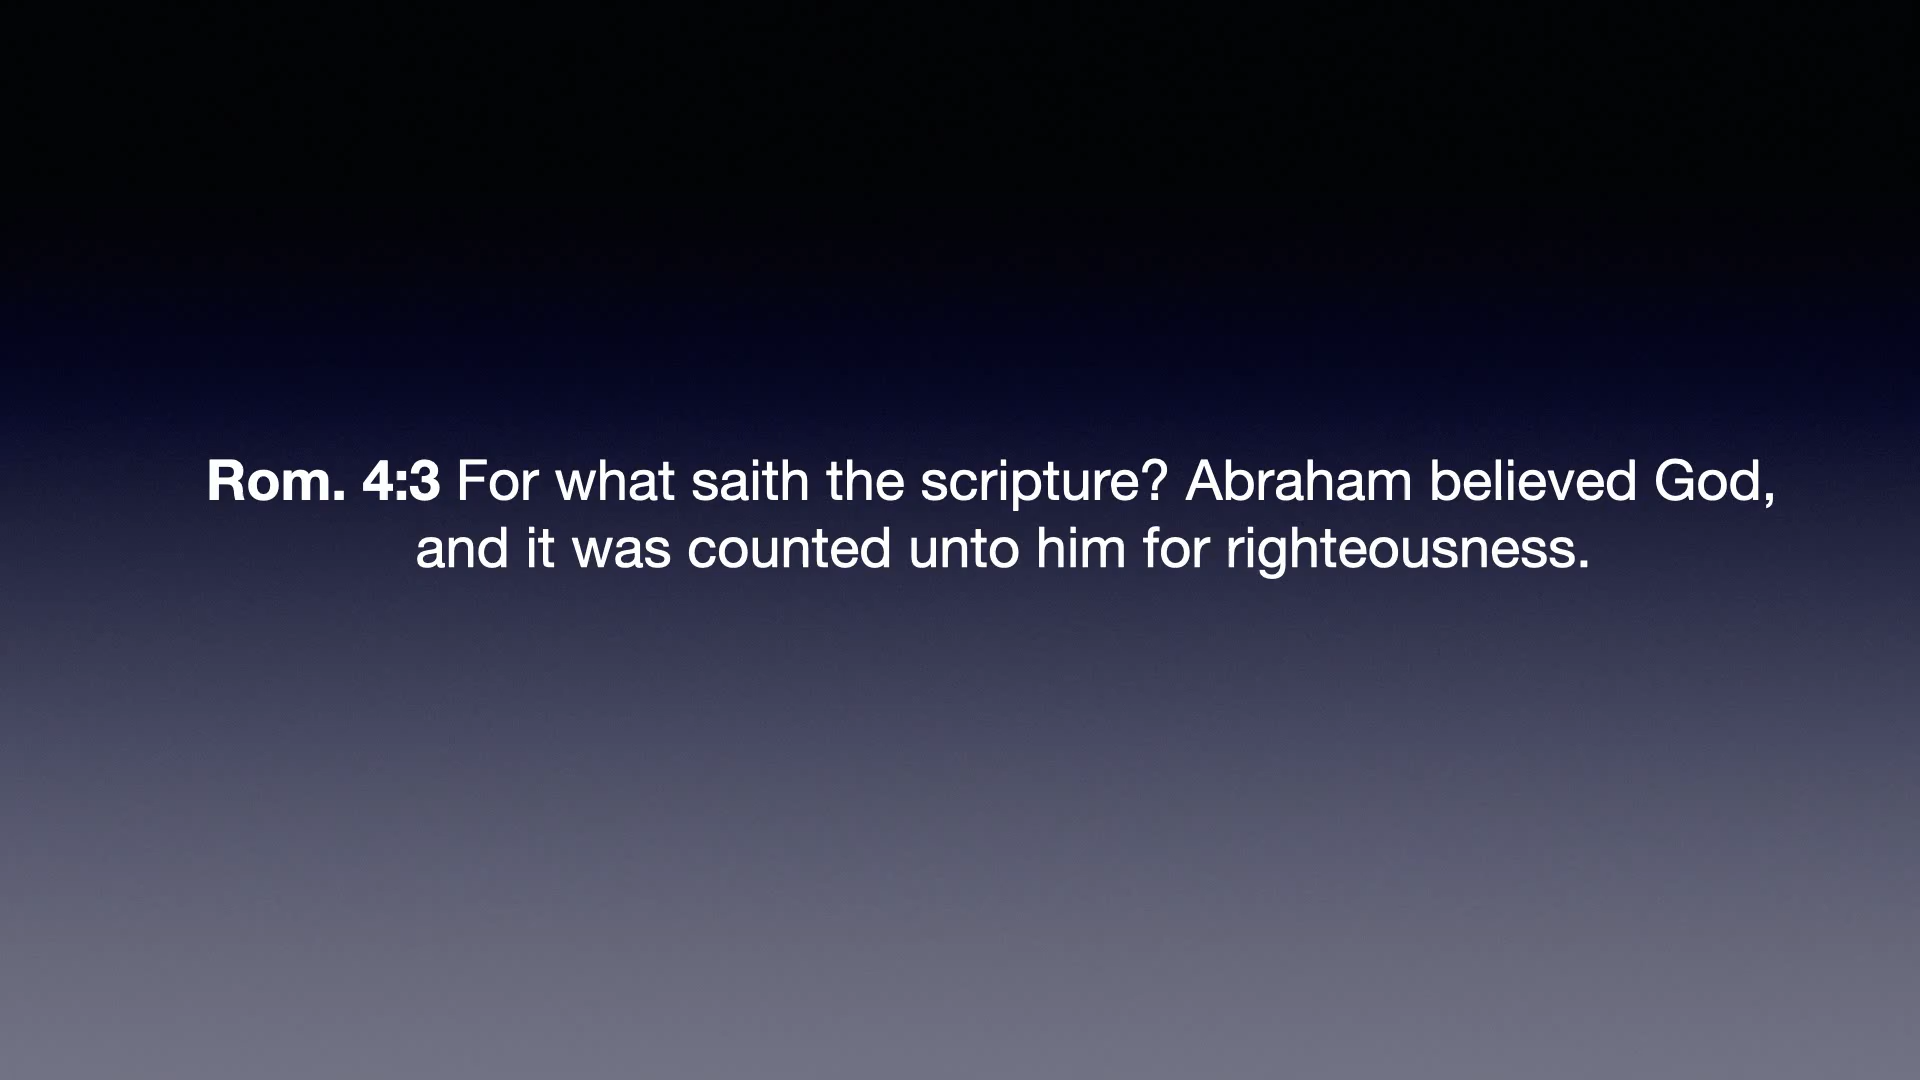 Rom. 4:3 For what saith the scripture? Abraham believed God,
and it was counted unto him for righteousness.